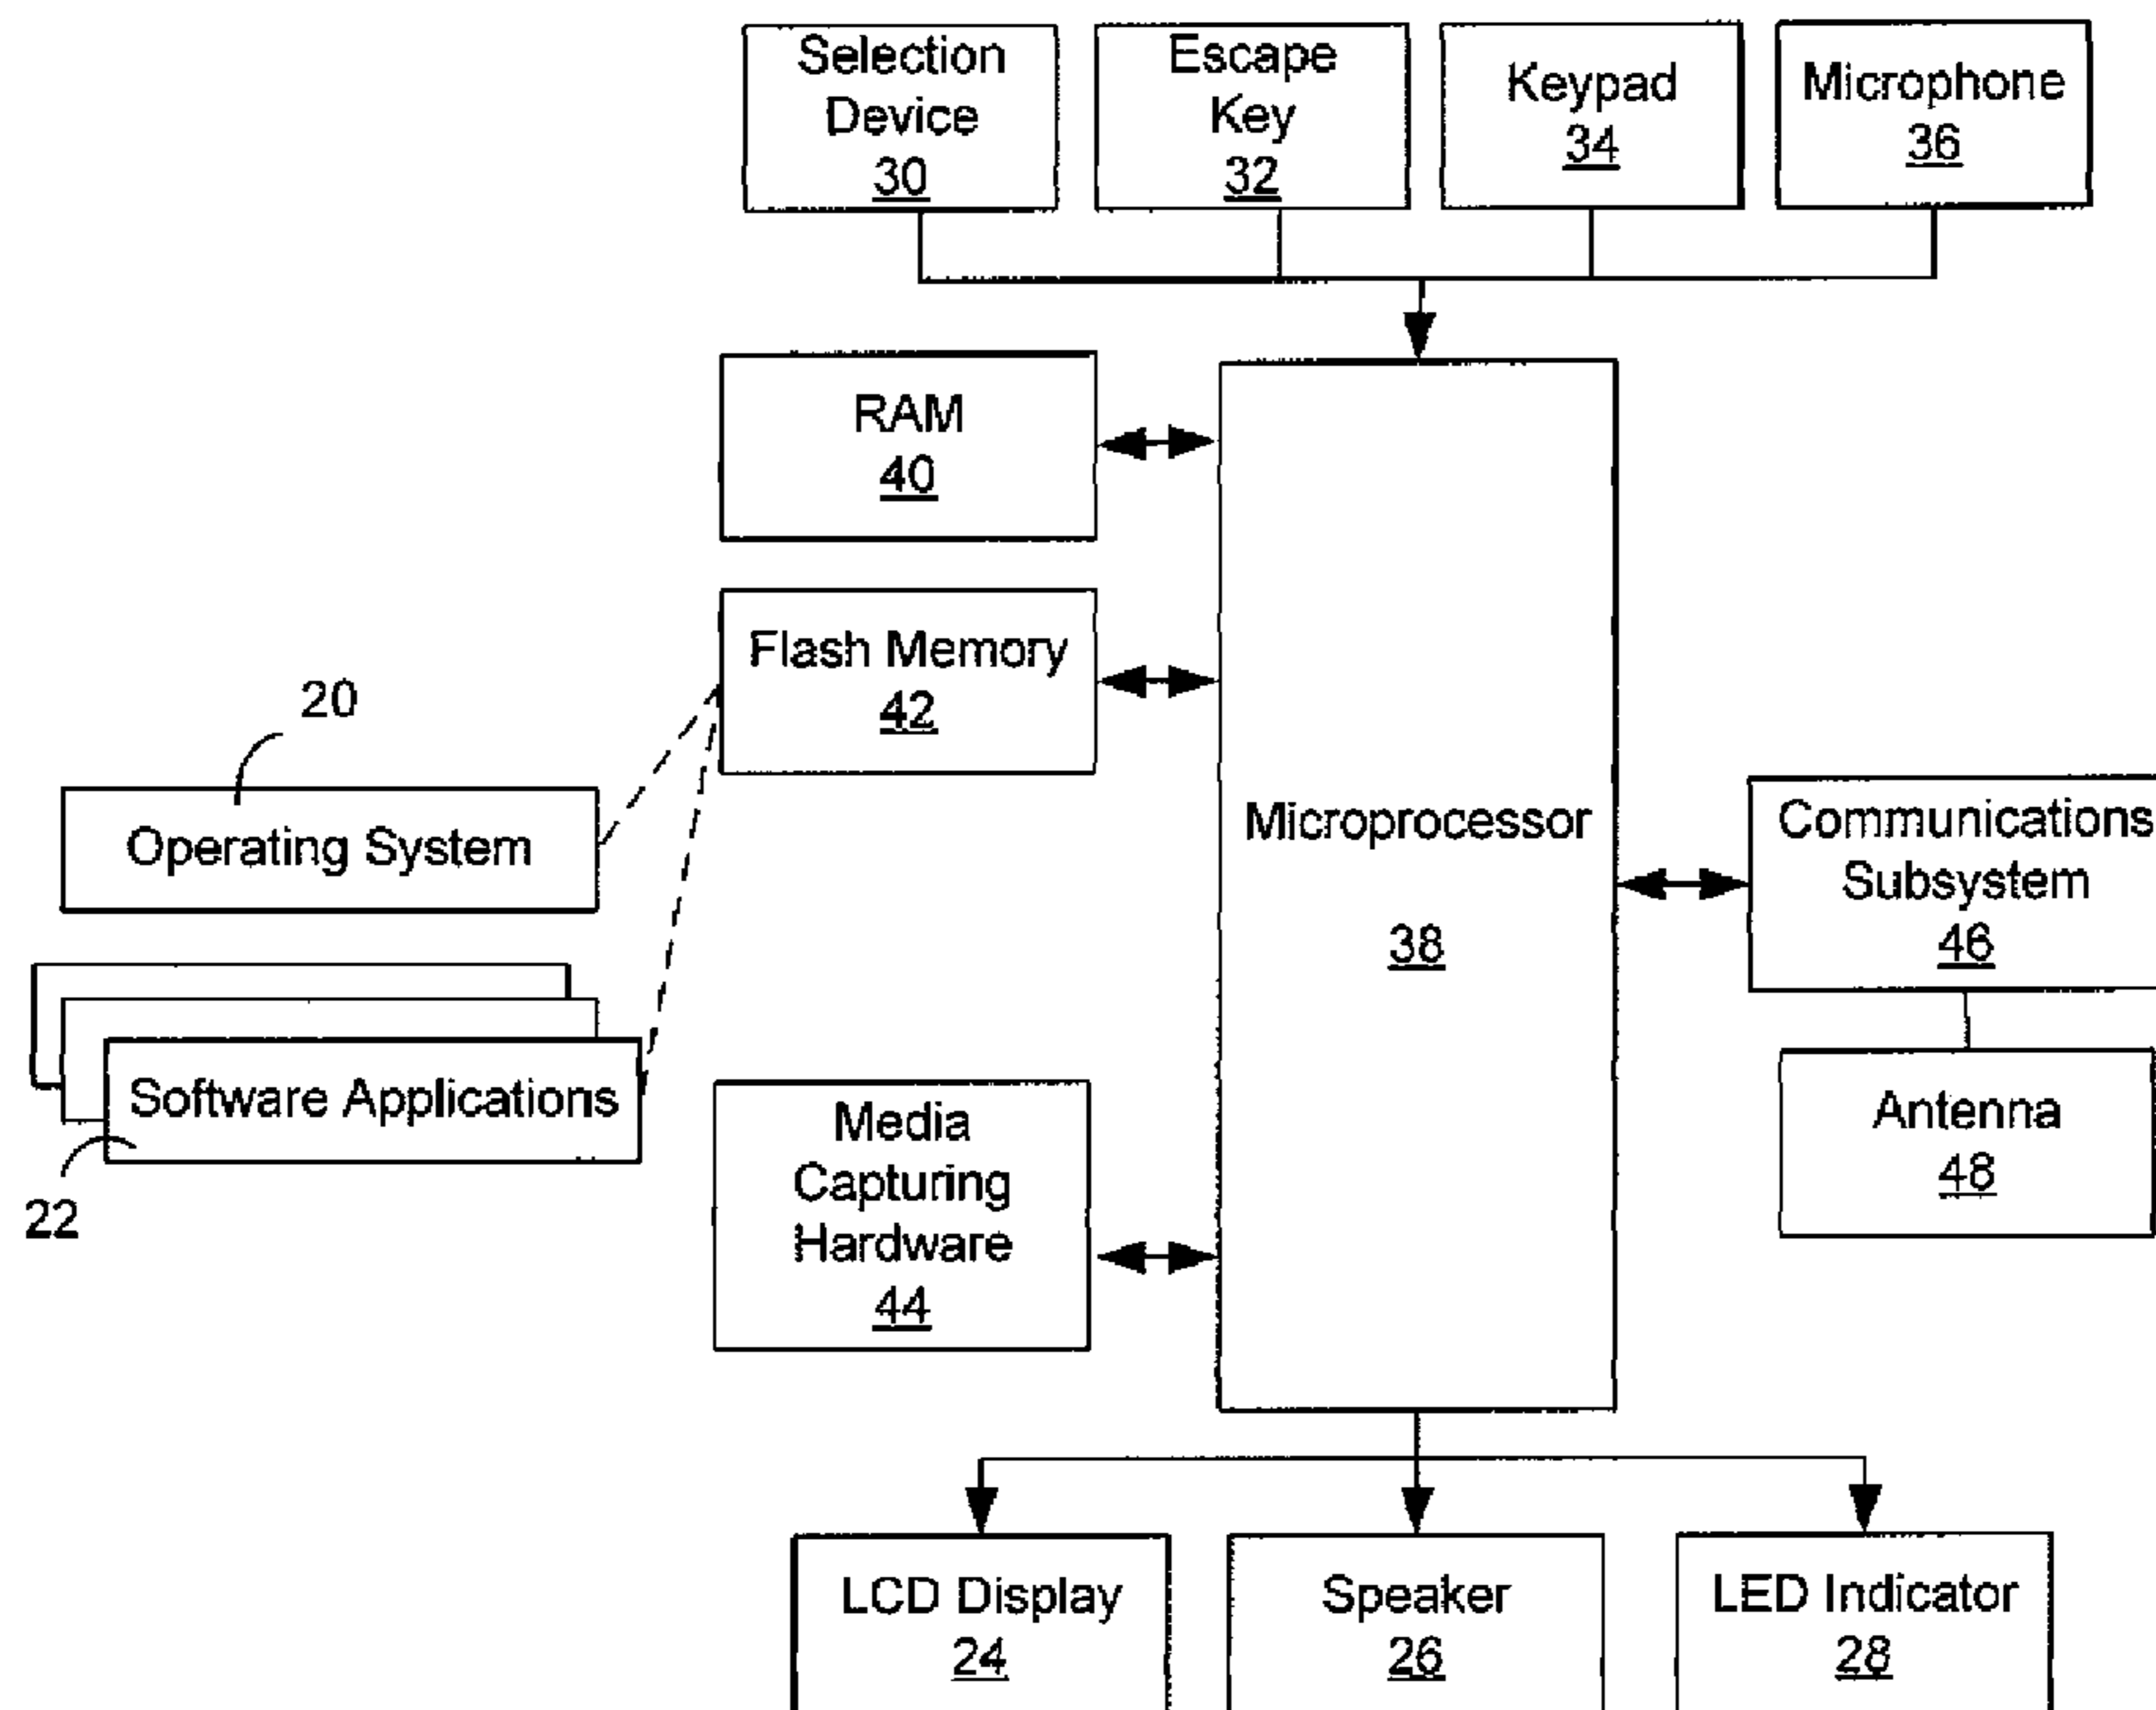 Selection
Device
30
Escape
Key
32
Keypad
34
Microphone
36
RAM
40
Flash Memory
42
20
Operating System
Software Applications
22
Media
Capturing
Hardware
44
Microprocessor
38
Communications
Subsystem
46
Antenna
48
LCD Display
24
Speaker
26
LED Indicator
28